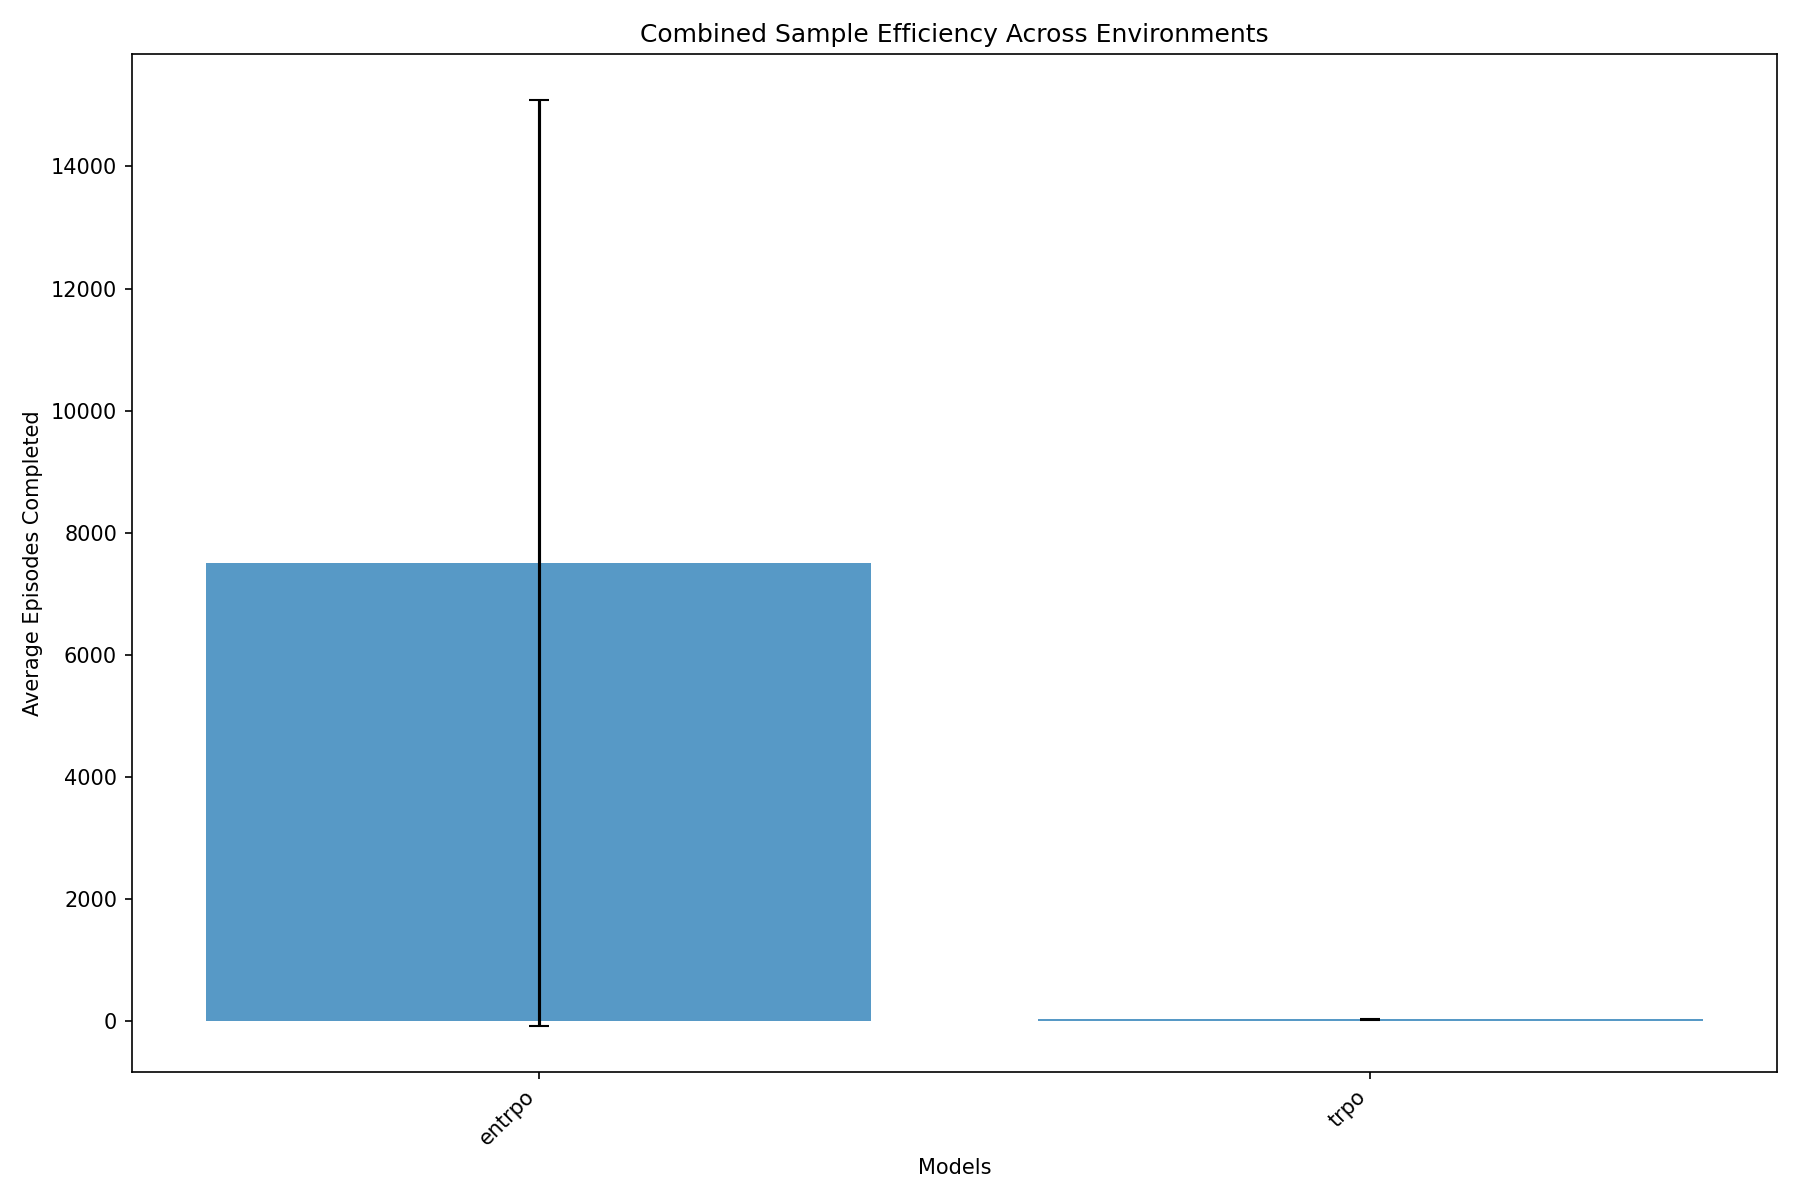 Combined Sample Efficiency Across Environments
Average Episodes Completed
14000
12000
10000
8000
6000
4000
2000
0
entrpo
trpo
Models